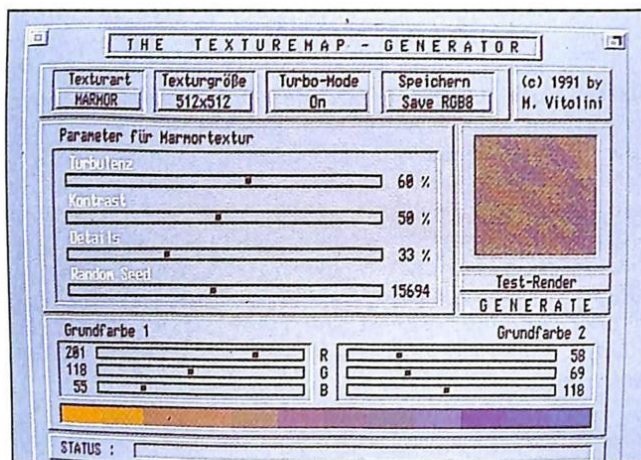 THE TEXTUREMAP-GENERATOR
Texturart
MARMOR
Texturgröße
512x512
Turbo-Mode
On
Speichern
Save RGB8
(c) 1991 by
M. Vitolini
Parameter für Marmortextur
Turbulenz
60 %
Kontrast
50 %
Details
33 %
Random Seed
15694
Test-Render
GENERATE
Grundfarbe 1
Grundfarbe 2
201
R
58
118
G
69
55
B
118
STATUS :